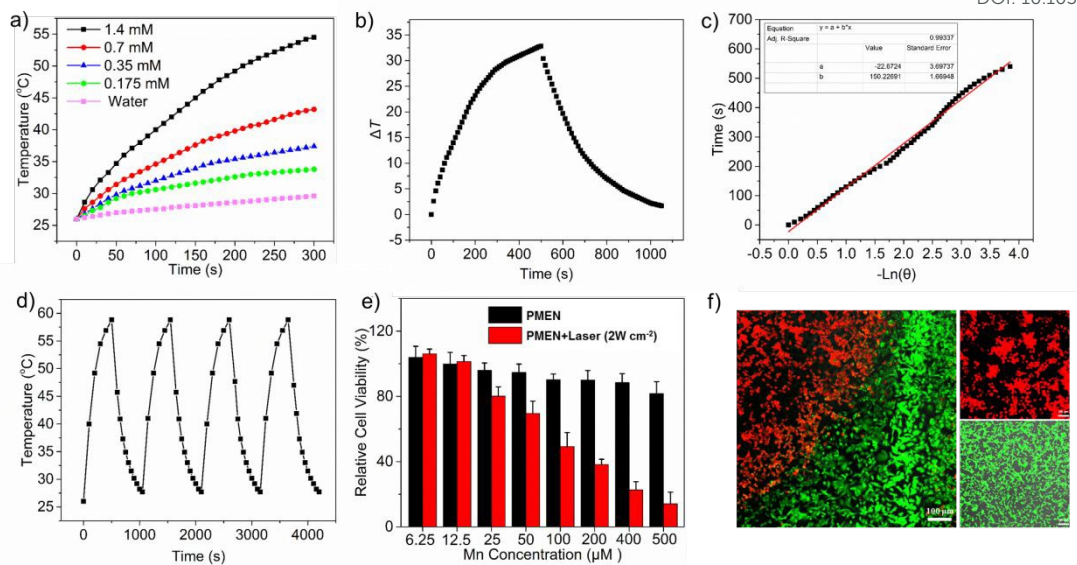 DOI: 10.103
a)
1.4 mM
0.7 mM
0.35 mM
0.175 mM
Water
Temperature (°C)
55
50
45
40
35
30
25
0 50 100 150 200 250 300
Time (s)
b)
ΔT
35
30
25
20
15
10
5
0
0 200 400 600 800 1000
Time (s)
c)
Equation y = a + b*x
Adj. R-Square 0.99337
Value Standard Error
a -22.6724 3.69737
b 150.22691 1.66948
Time (s)
700
600
500
400
300
200
100
0
-0.5 0.0 0.5 1.0 1.5 2.0 2.5 3.0 3.5 4.0
-Ln(θ)
d)
Temperature (°C)
60
55
50
45
40
35
30
25
0 1000 2000 3000 4000
Time (s)
e)
PMEN
PMEN+Laser (2W cm⁻²)
Relative Cell Viability (%)
120
80
40
0
6.25 12.5 25 50 100 200 400 500
Mn Concentration (µM )
f)
100 µm